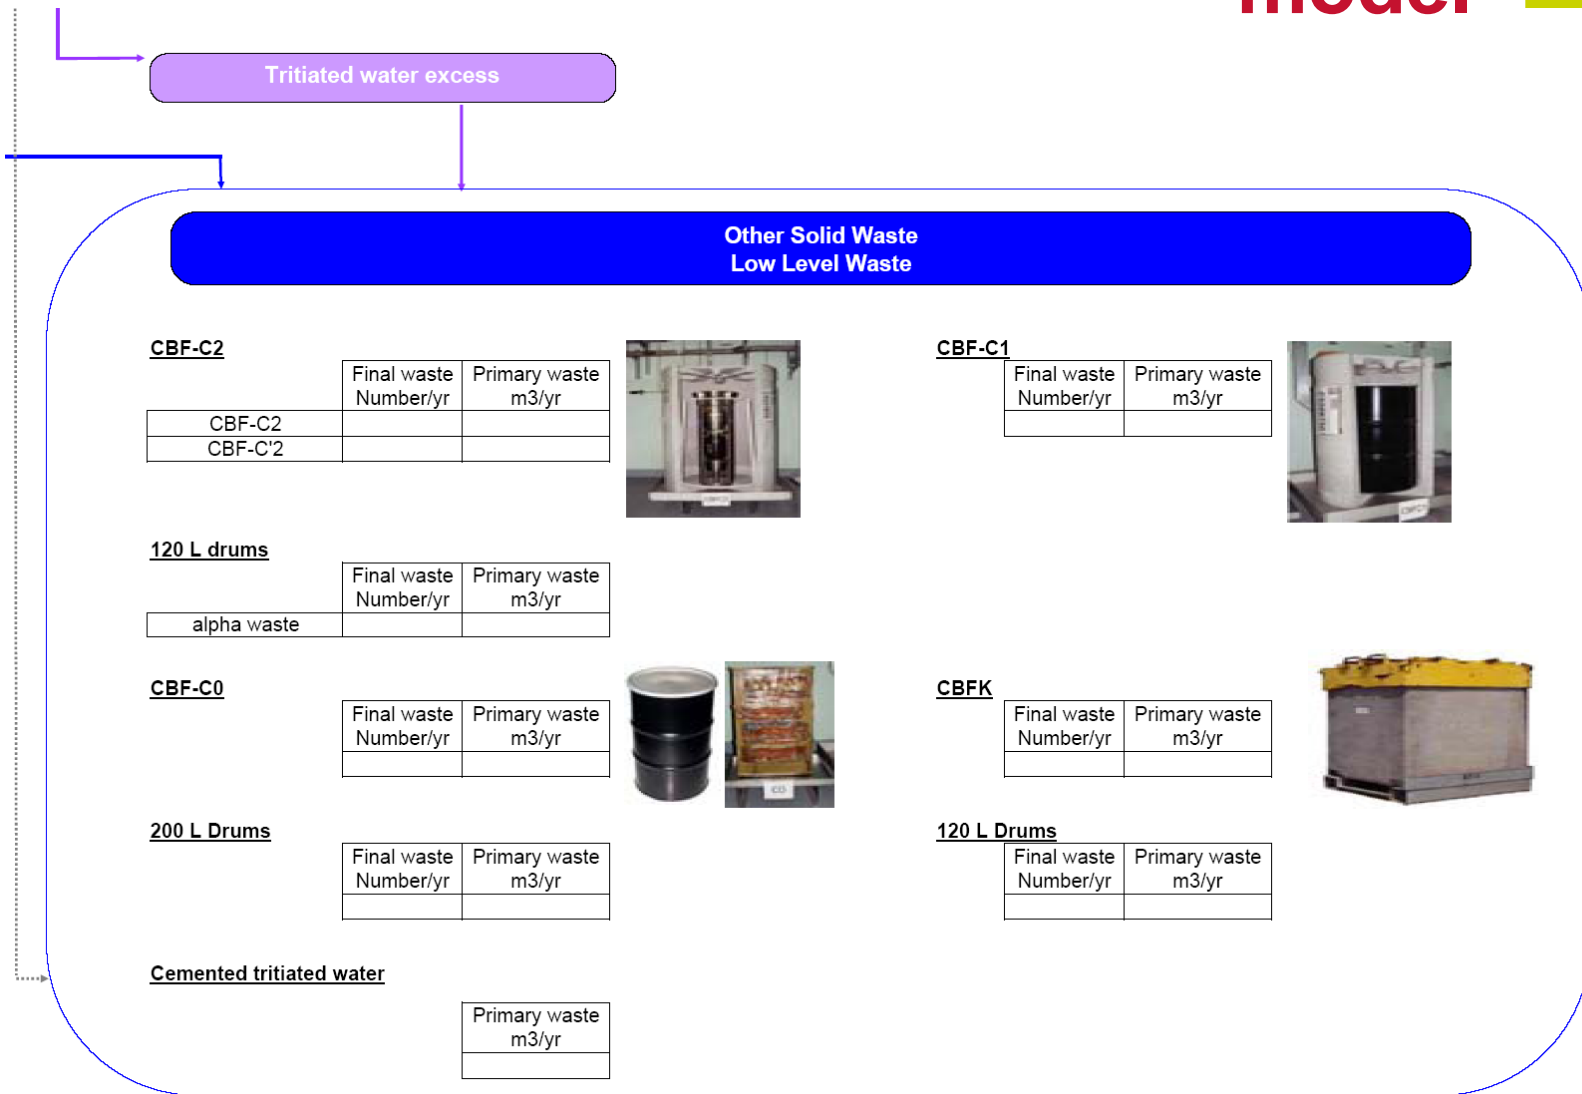 model
Tritiated water excess
Other Solid Waste
Low Level Waste
CBF-C2
Final waste Number/yr
Primary waste m3/yr
CBF-C2
CBF-C'2
CBF-C1
Final waste Number/yr
Primary waste m3/yr
120 L drums
Final waste Number/yr
Primary waste m3/yr
alpha waste
CBF-C0
Final waste Number/yr
Primary waste m3/yr
CBFK
Final waste Number/yr
Primary waste m3/yr
200 L Drums
Final waste Number/yr
Primary waste m3/yr
120 L Drums
Final waste Number/yr
Primary waste m3/yr
Cemented tritiated water
Primary waste
m3/yr